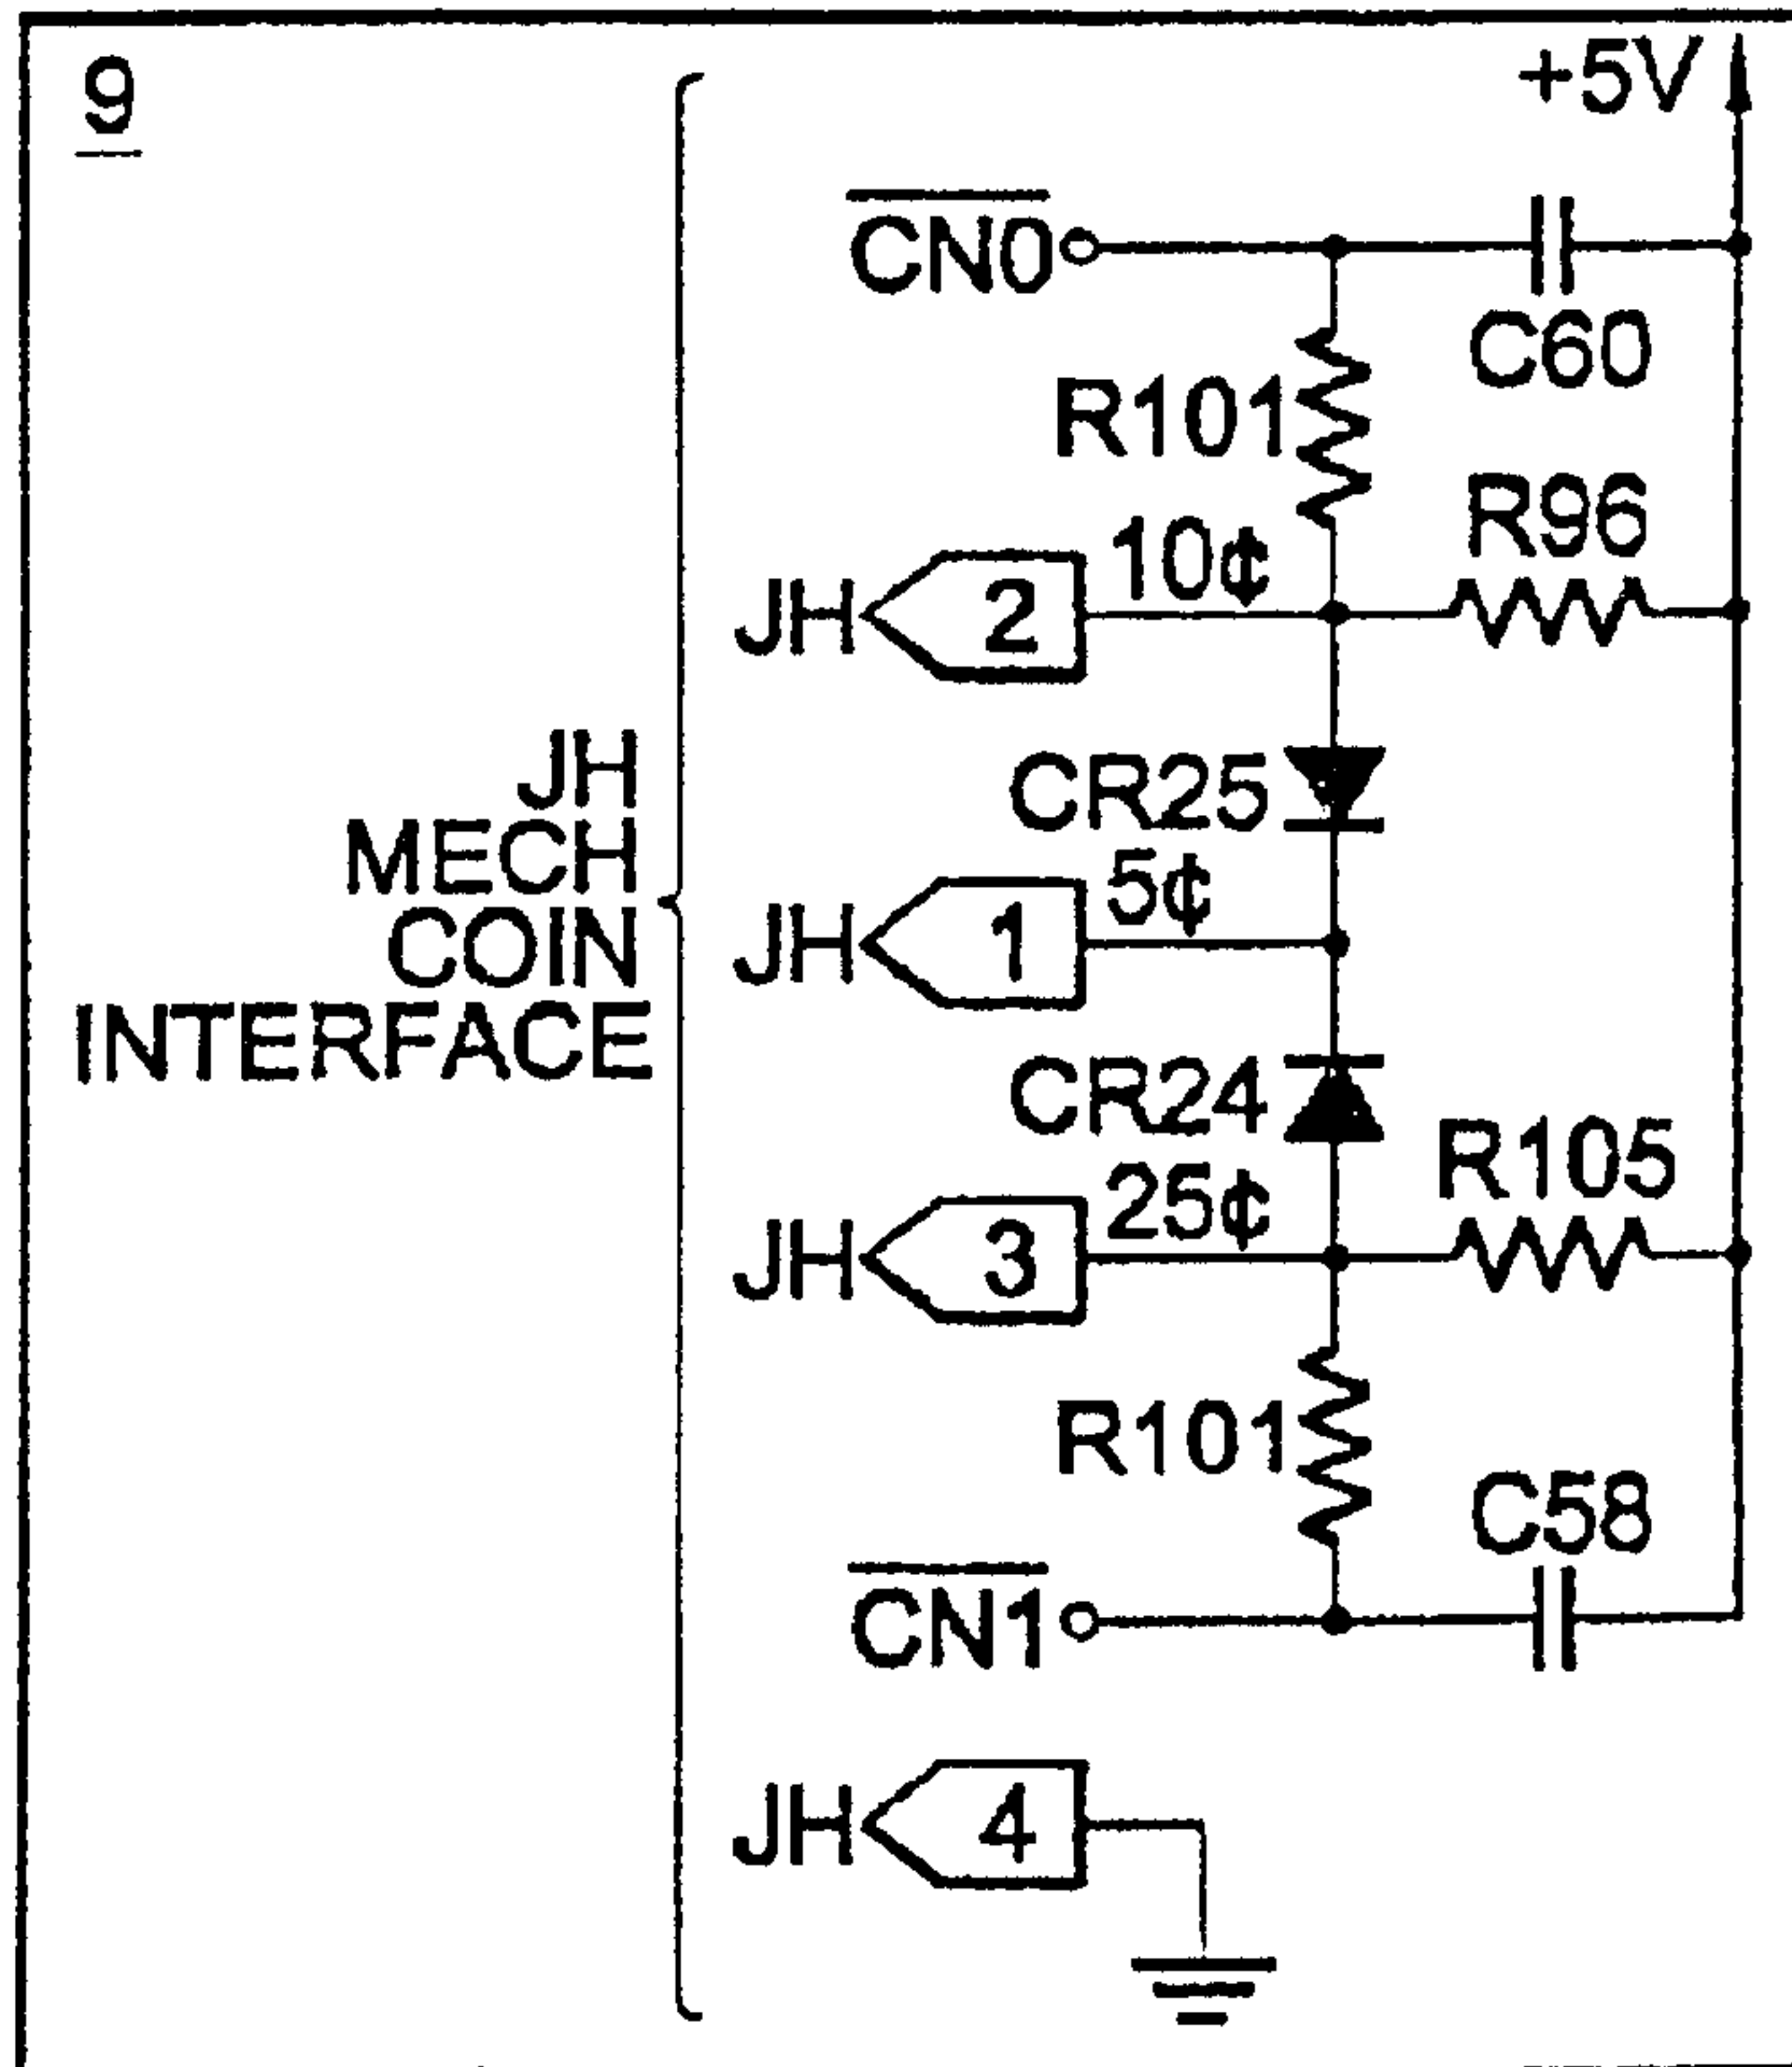 9
+5V
CN0
C60
R101
R96
10¢
JH 2
JH
MECH
COIN
INTERFACE
CR25
5¢
JH 1
CR24
R105
25¢
JH 3
R101
C58
CN1
JH 4